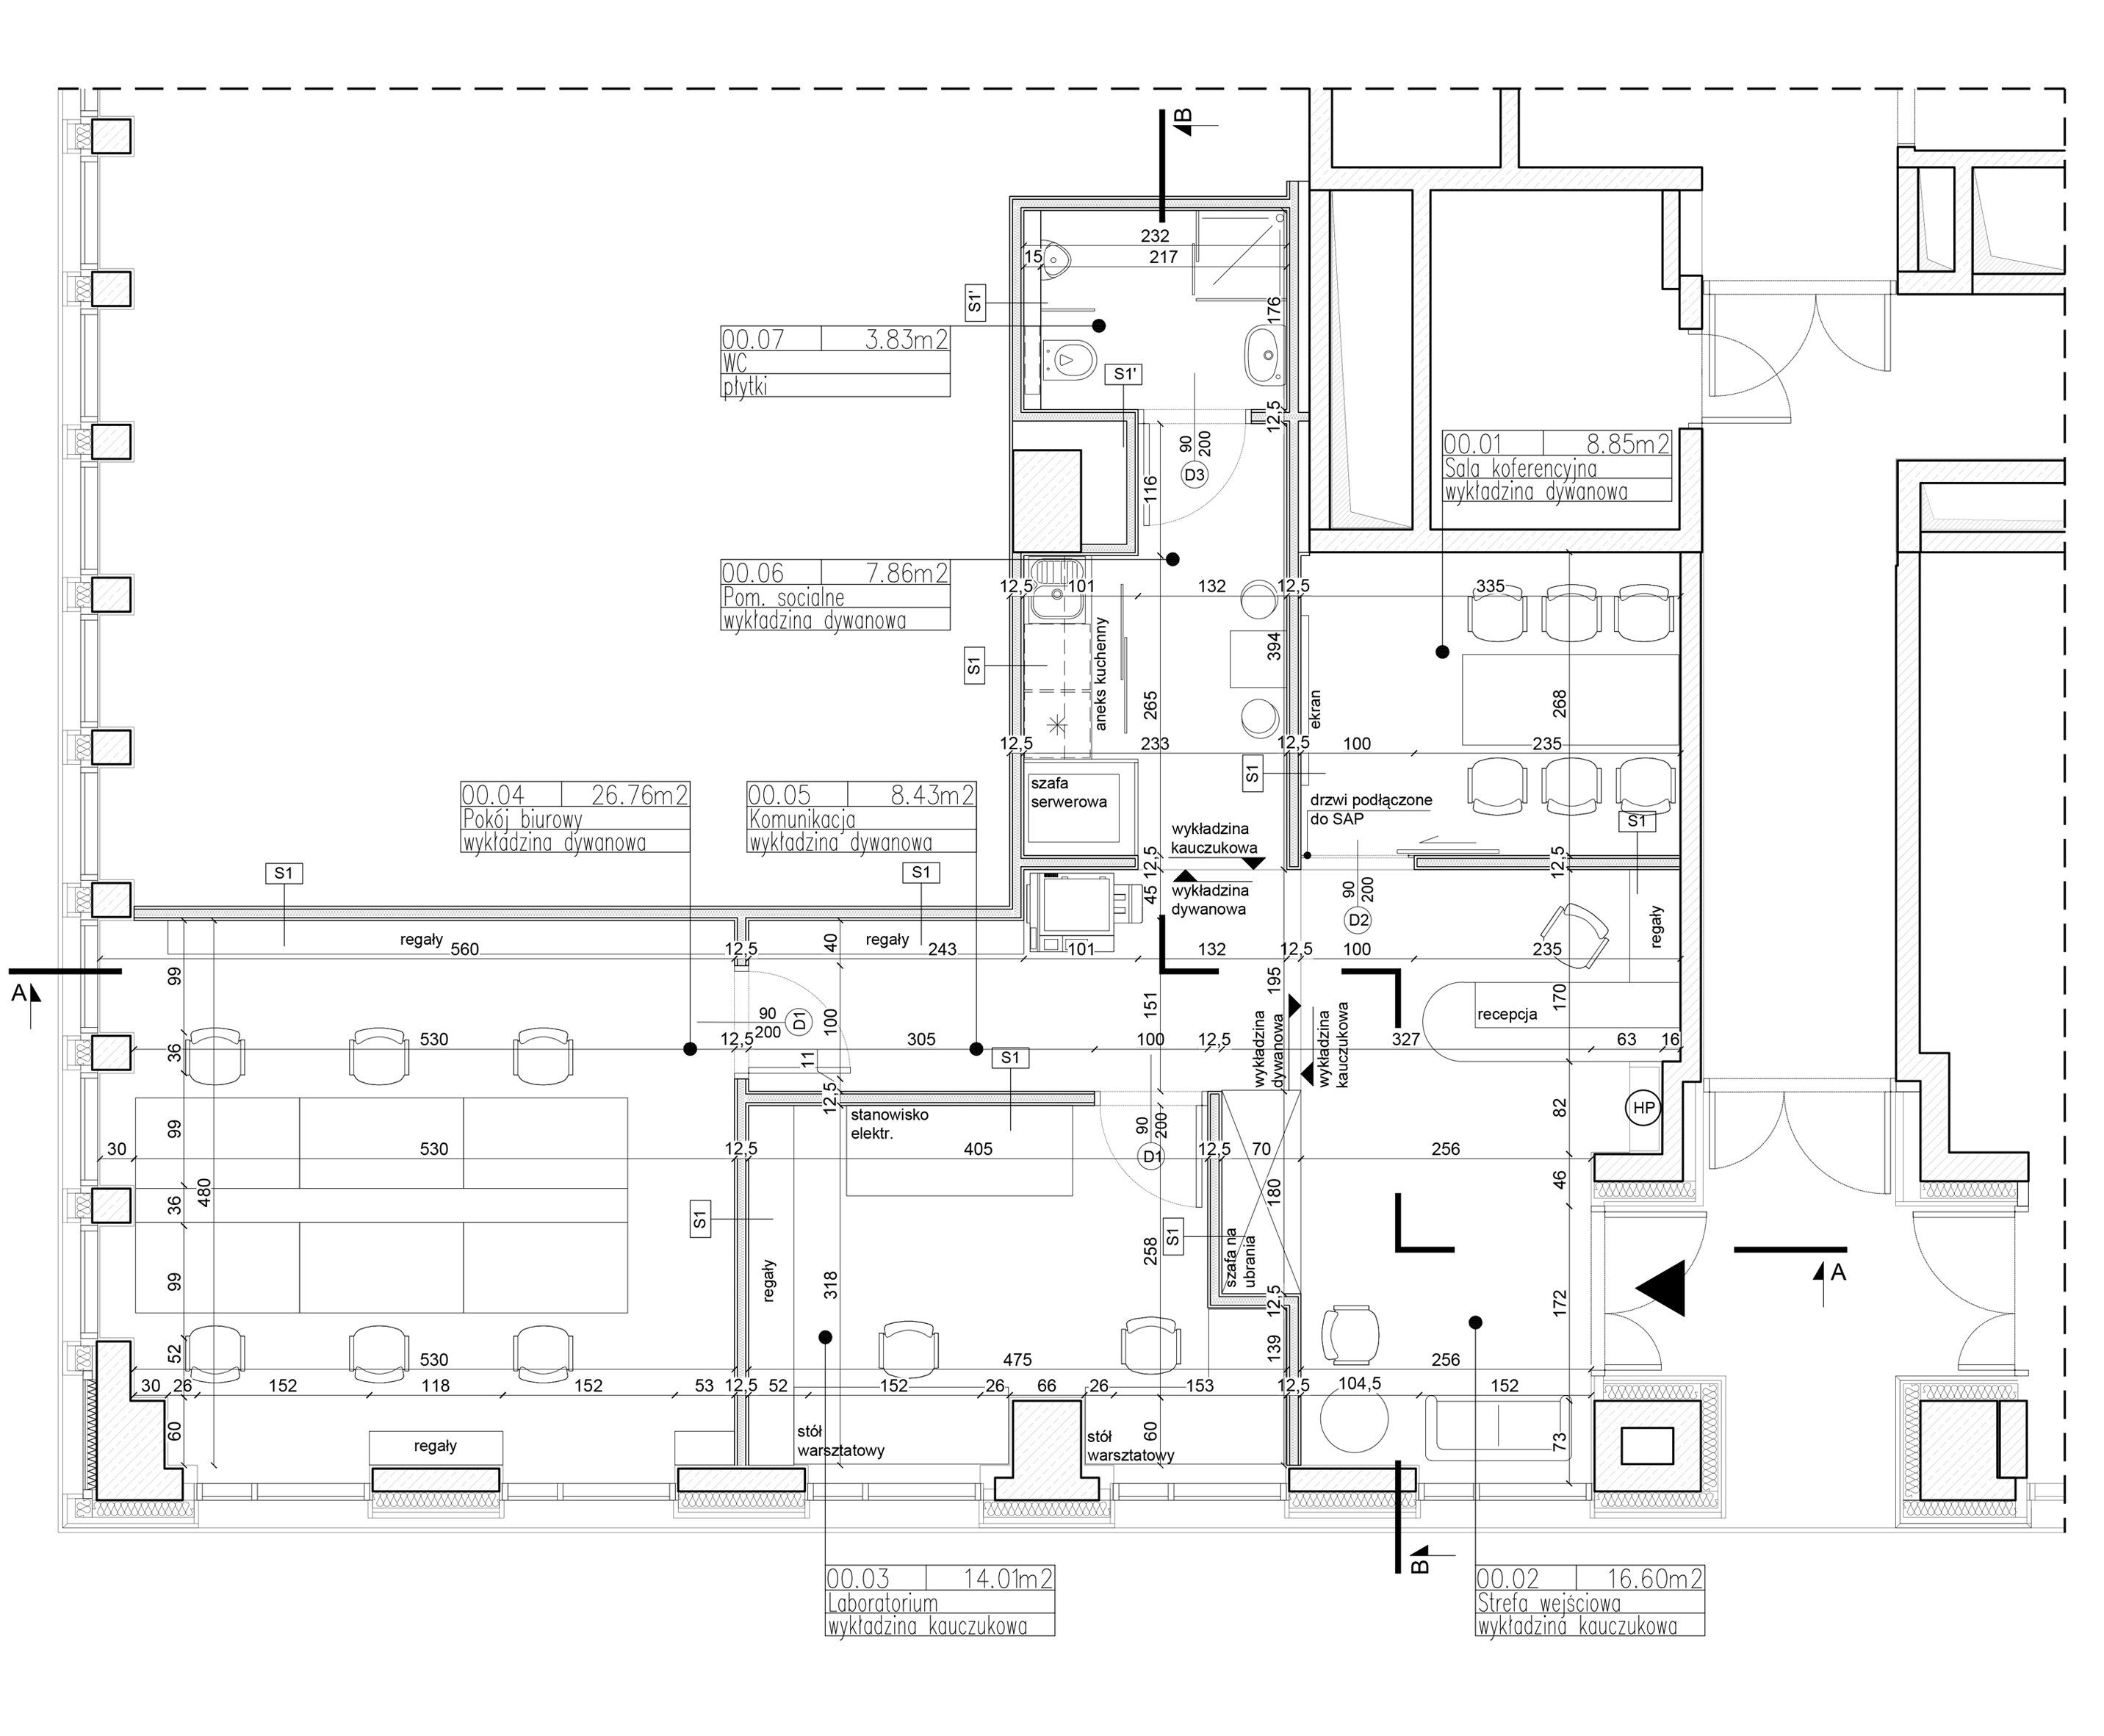 B
232
15
217
176
S1'
00.07 3.83m2
WC
płytki
S1'
12,5
90
200
D3
116
00.01 8.85m2
Sala koferencyjna
wykładzina dywanowa
00.06 7.86m2
Pom. socjalne
wykładzina dywanowa
12,5
101
132
12,5
335
aneks kuchenny
394
S1
265
ekran
268
12,5
233
12,5
100
235
S1
szafa
serwerowa
drzwi podłączone
do SAP
S1
00.04 26.76m2
Pokój biurowy
wykładzina dywanowa
00.05 8.43m2
Komunikacja
wykładzina dywanowa
wykładzina
kauczukowa
12,5
12,5
S1
S1
45
wykładzina
dywanowa
90
200
D2
regały
regały
560
12,5
40
regały
243
101
132
12,5
100
235
A
99
151
195
170
recepcja
90
200
D1
100
wykładzina
dywanowa
wykładzina
kauczukowa
36
530
12,5
305
100
12,5
327
63
16
11
S1
12,5
stanowisko
elektr.
90
200
D1
82
HP
99
30
530
12,5
405
12,5
70
256
36
480
180
46
S1
S1
258
szafa na
ubrania
A
99
regały
318
12,5
172
52
530
475
139
256
30
26
152
118
152
53
12,5
52
152
26
66
26
153
12,5
104,5
152
60
regały
stół
warsztatowy
stół
warsztatowy
60
73
B
00.03 14.01m2
Laboratorium
wykładzina kauczukowa
00.02 16.60m2
Strefa wejściowa
wykładzina kauczukowa